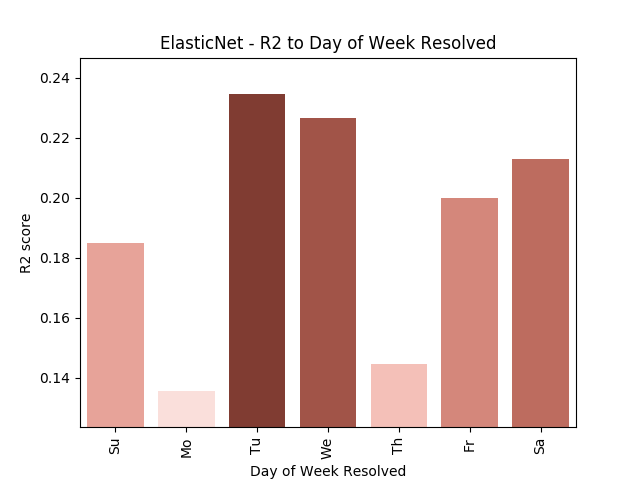 ElasticNet - R2 to Day of Week Resolved
0.24
0.22
0.20
0.18
0.16
0.14
R2 score
Su
Mo
Tu
We
Th
Fr
Sa
Day of Week Resolved